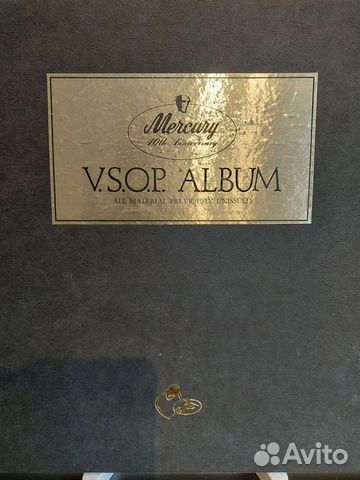 Mercury
40th Anniversary
V.S.O.P. ALBUM
ALL MATERIAL PREVIOUSLY UNISSUED
Avito